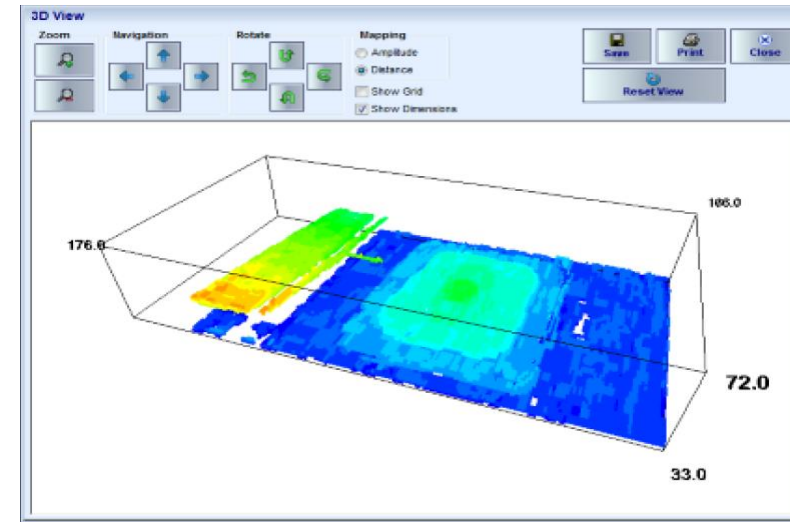 3D View
Zoom Navigation Rotate Mapping
Amplitude
Distance
Show Grid
Show Dimensions
Save Print Close
Reset View
106.0
176.0
72.0
33.0